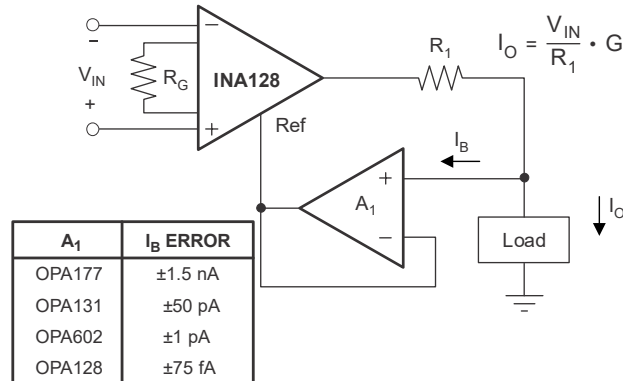 −
V_IN
+
R_G
−
INA128
+
Ref
R_1
I_O = V_IN / R_1 • G
I_B
+
A_1
−
I_O
Load
A_1 I_B ERROR
OPA177 ±1.5 nA
OPA131 ±50 pA
OPA602 ±1 pA
OPA128 ±75 fA